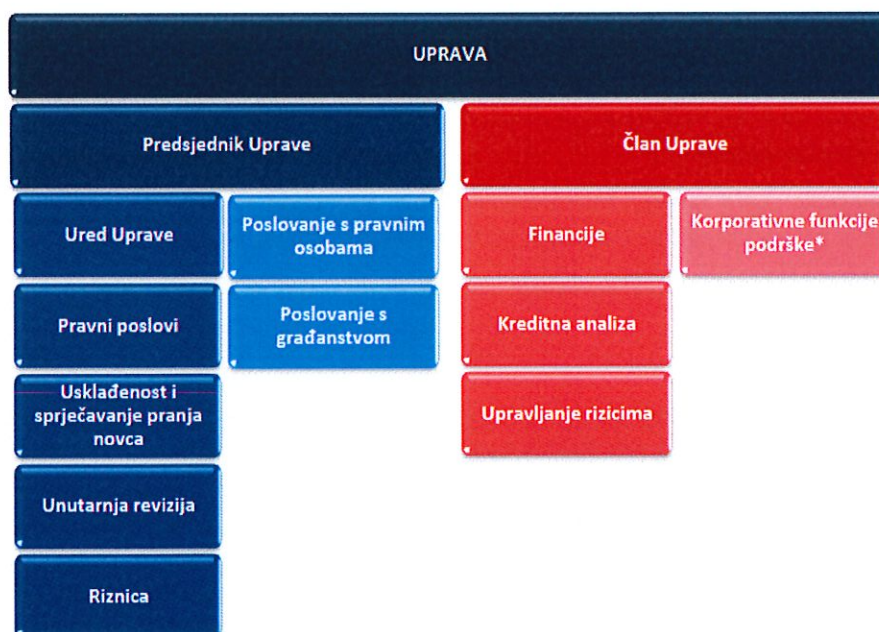 UPRAVA
Predsjednik Uprave
Član Uprave
Ured Uprave
Poslovanje s pravnim
osobama
Financije
Korporativne funkcije
podrške*
Pravni poslovi
Poslovanje s
građanstvom
Kreditna analiza
Usklađenost i
sprječavanje pranja
novca
Upravljanje rizicima
Unutarnja revizija
Riznica